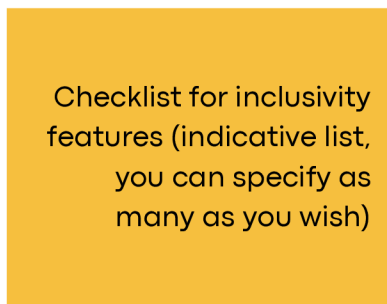 Checklist for inclusivity
features (indicative list,
you can specify as
many as you wish)